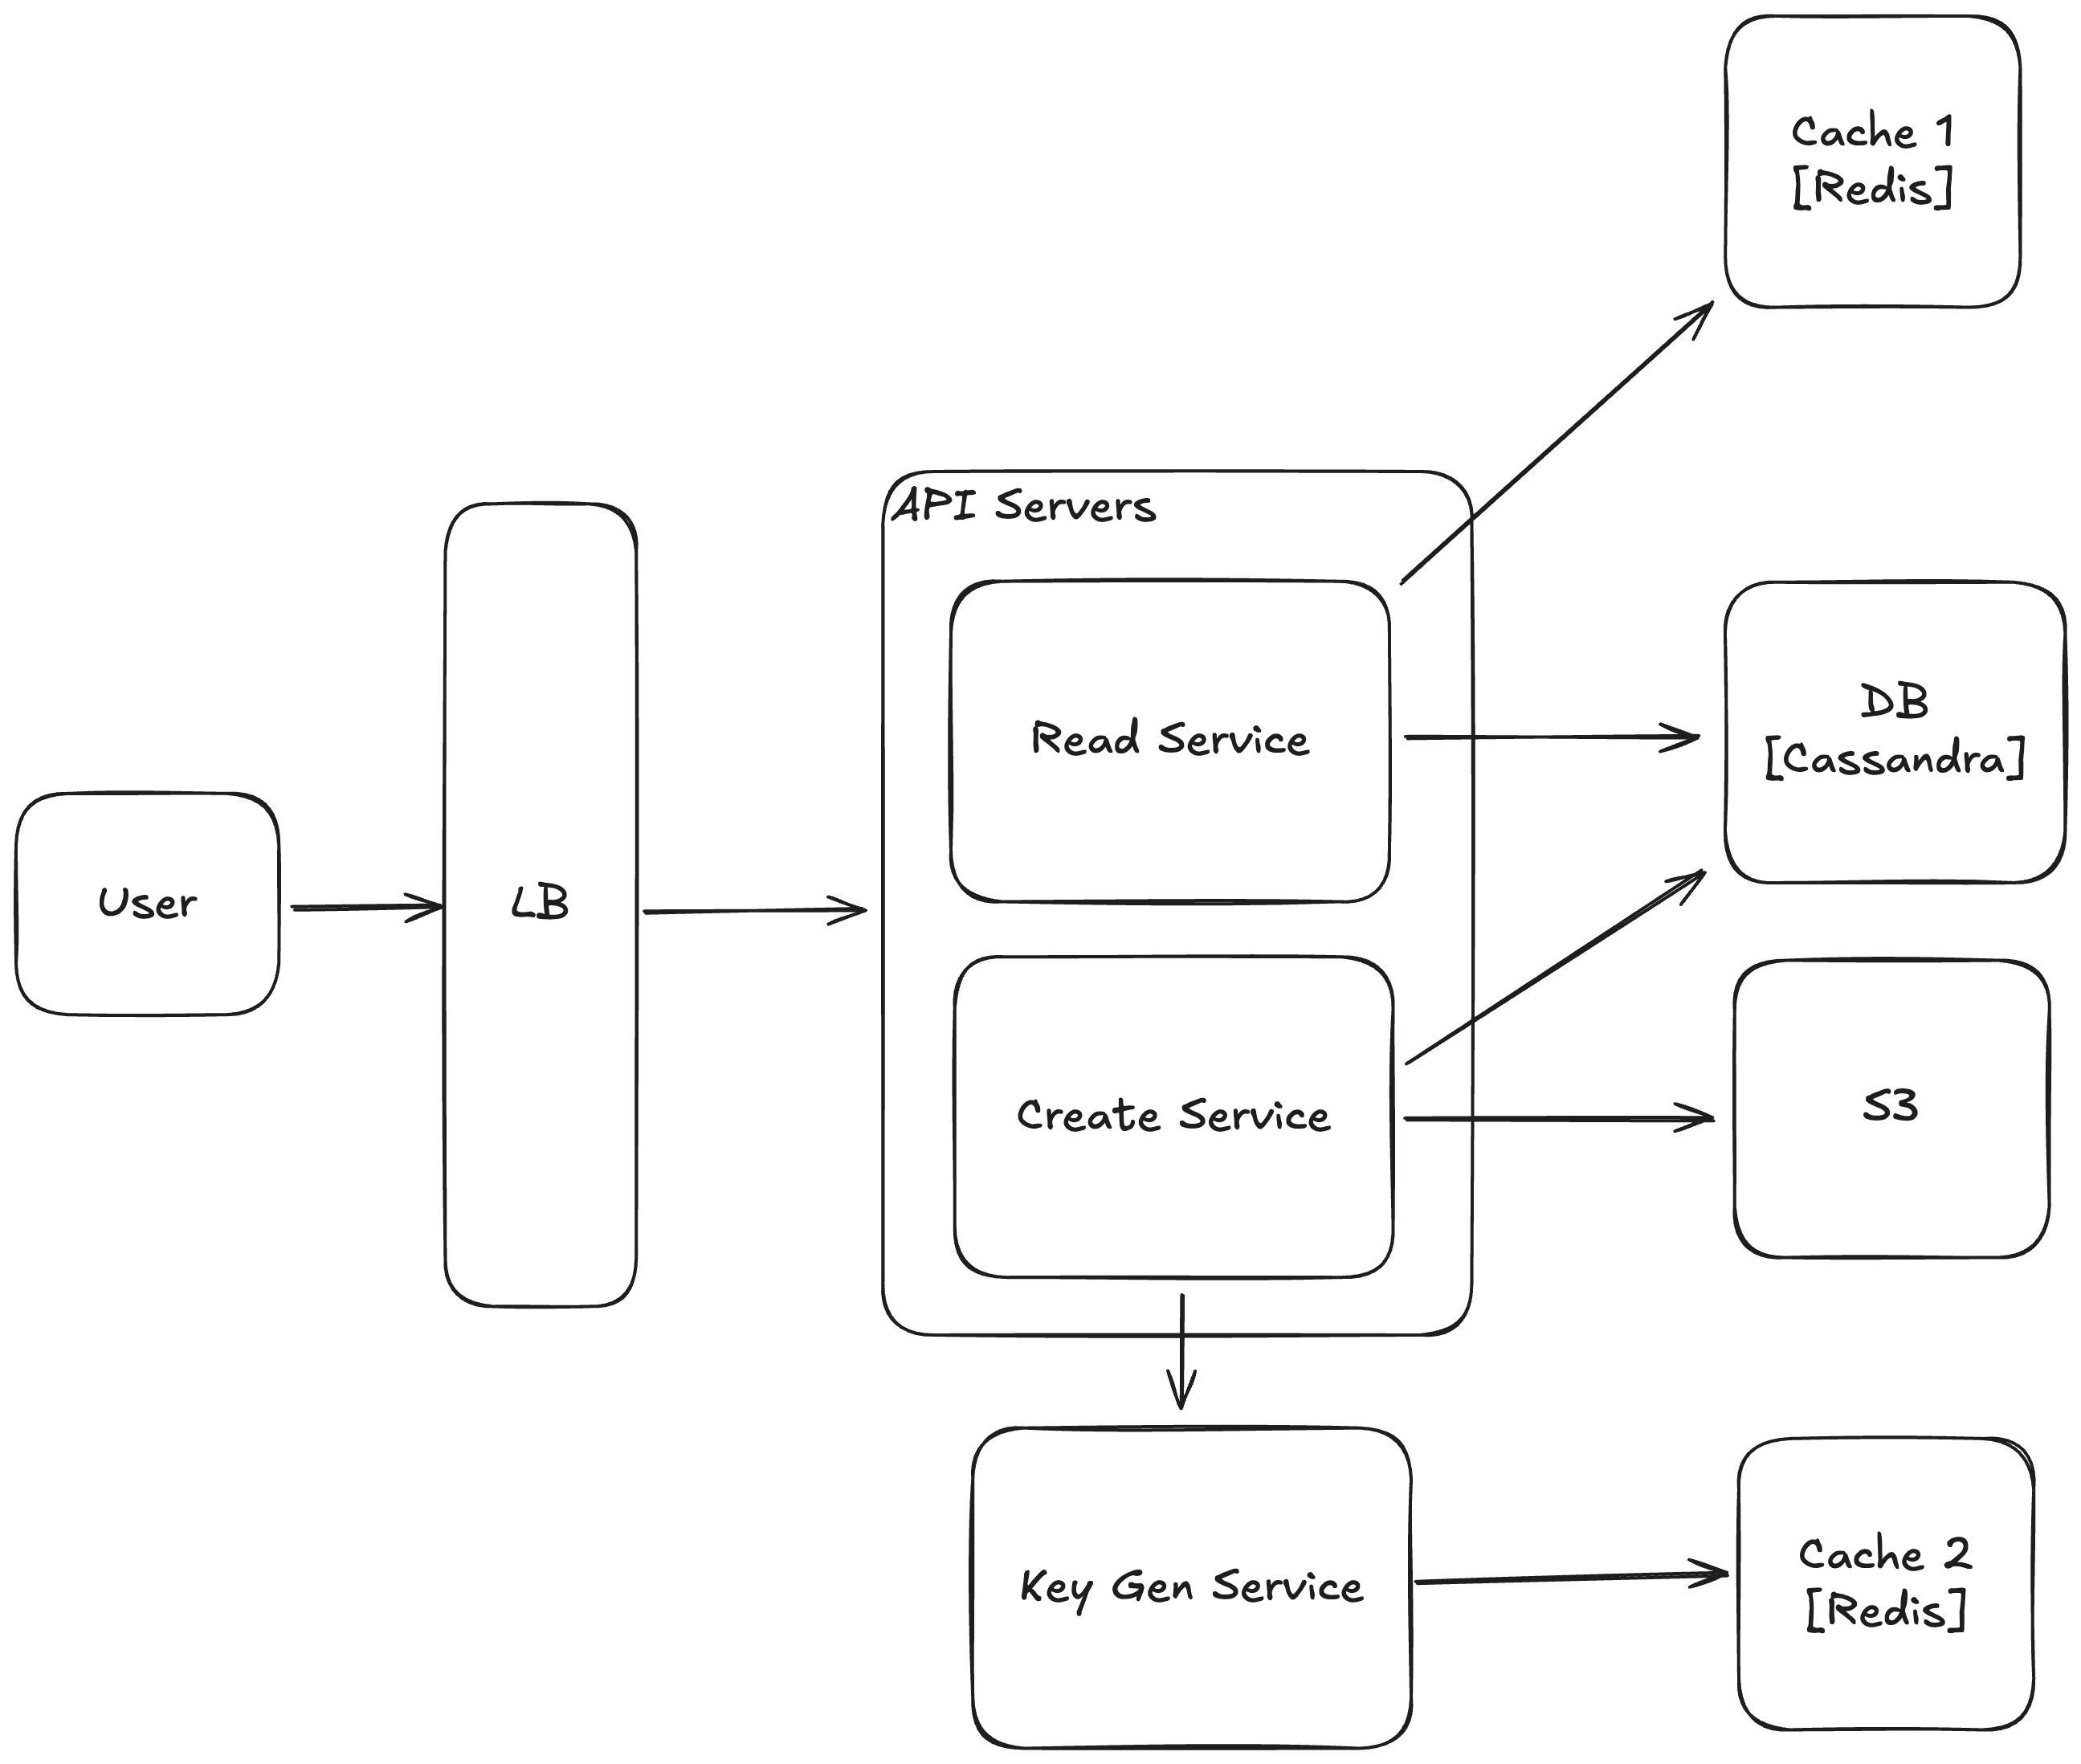 Cache 1
[Redis]
API Servers
Read Service
DB
[Cassandra]
User
LB
Create Service
S3
Key Gen Service
Cache 2
[Redis]